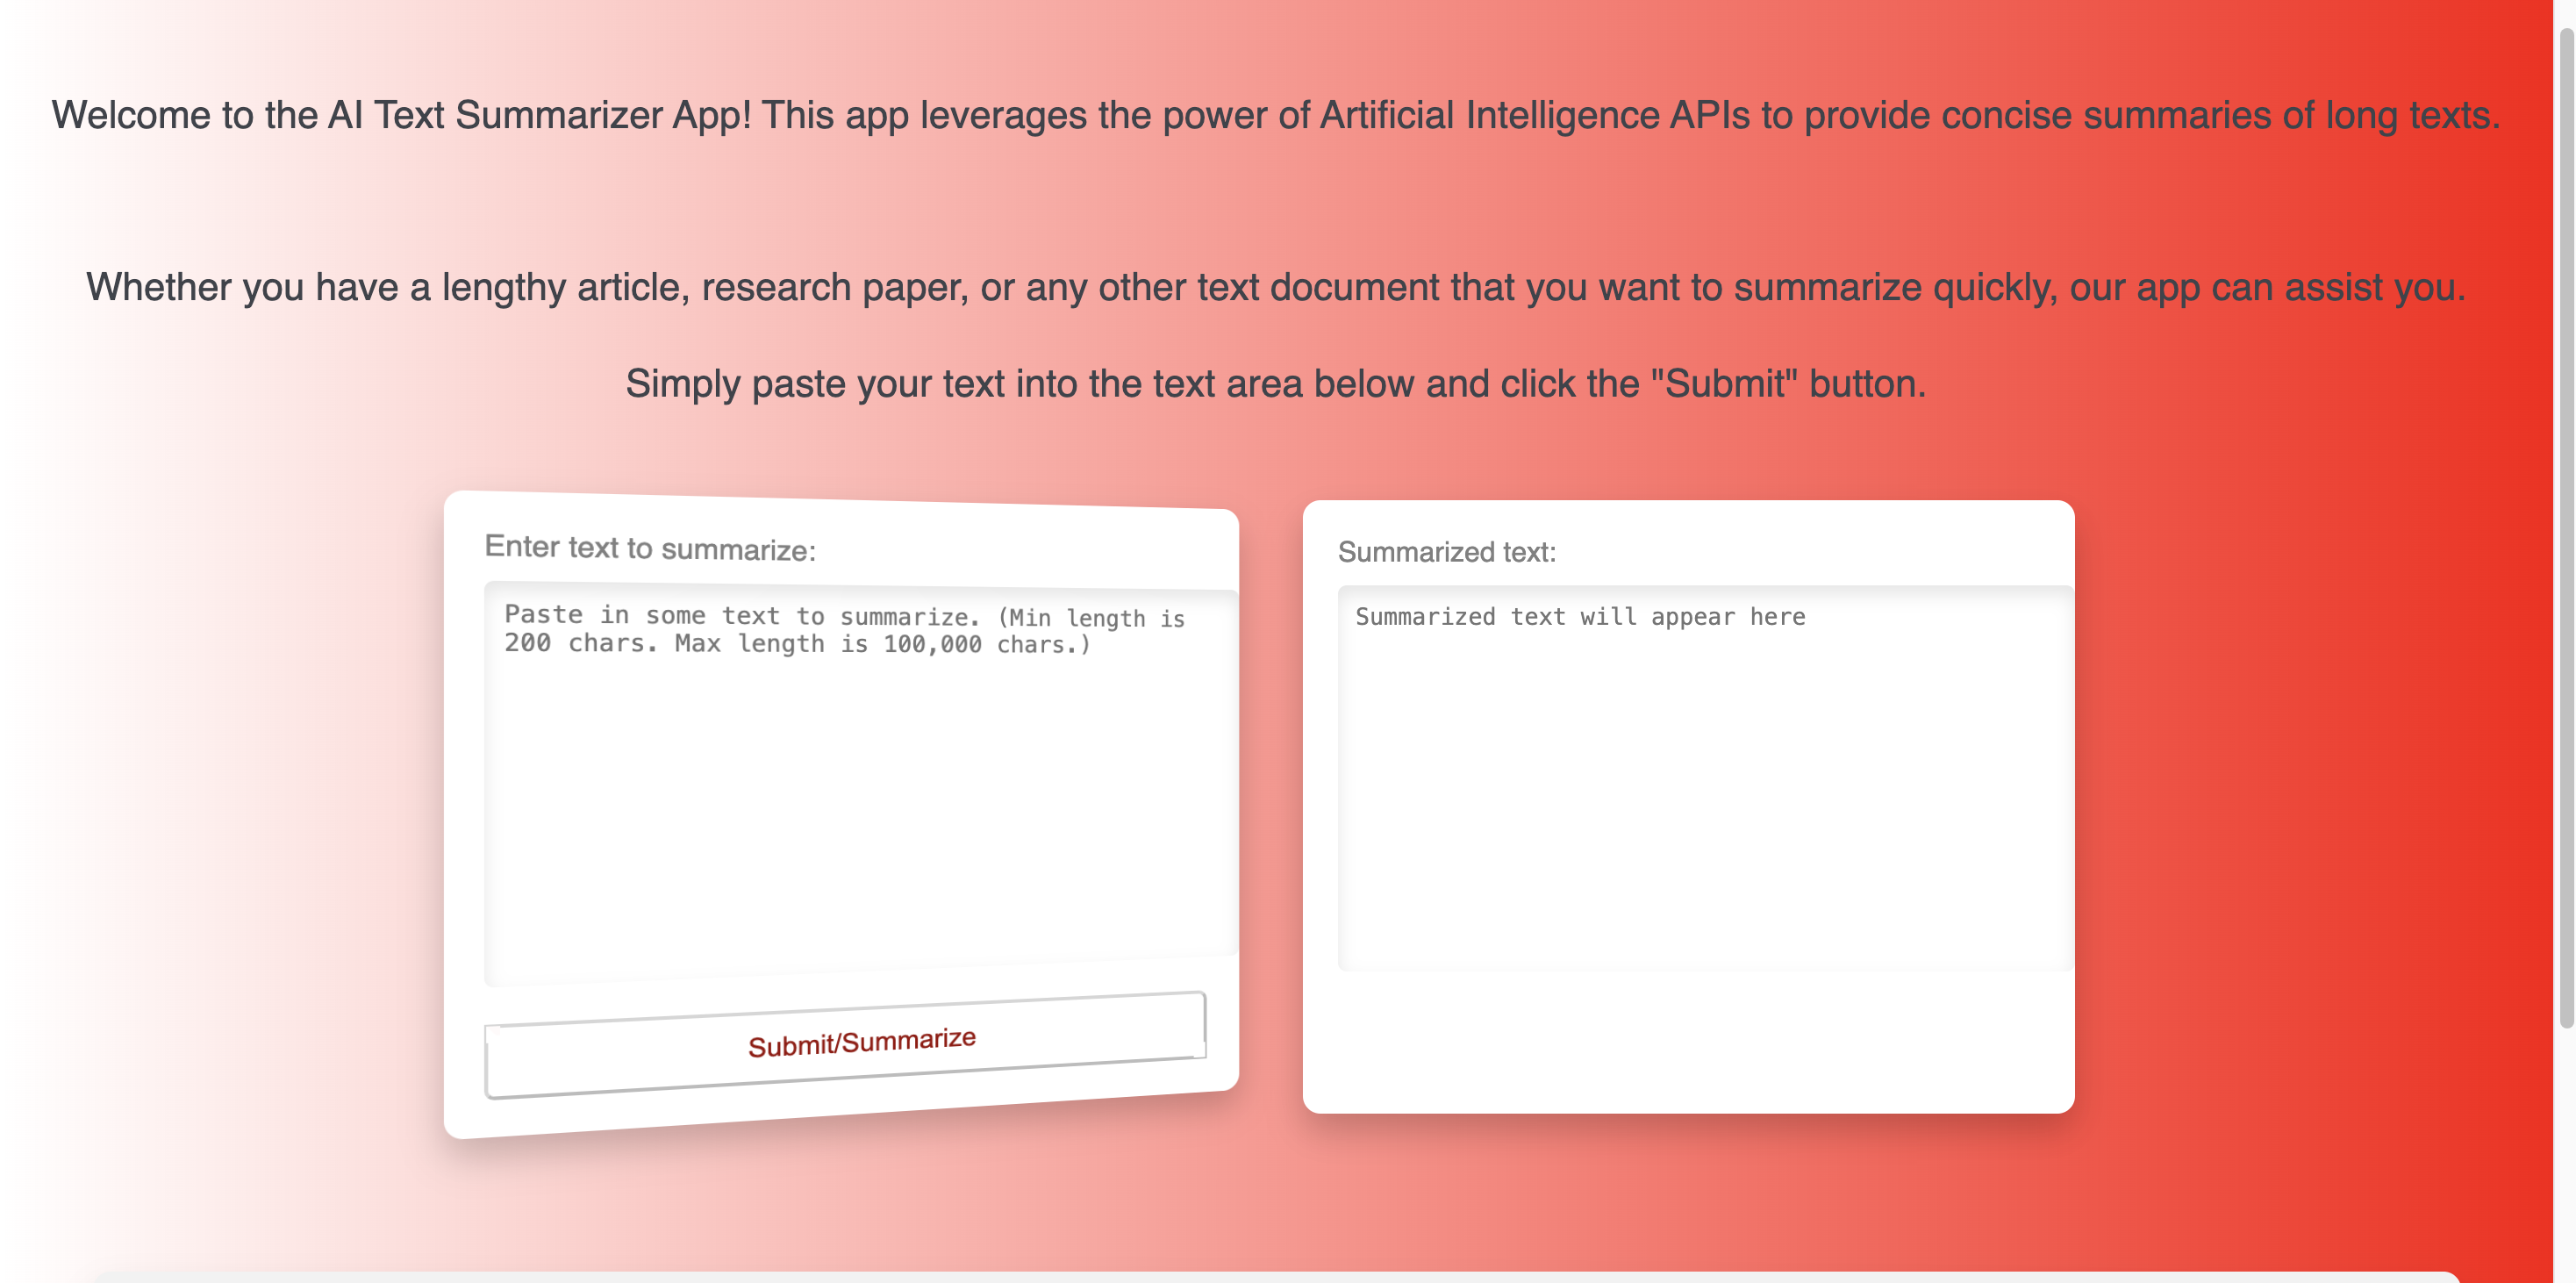 Welcome to the AI Text Summarizer App! This app leverages the power of Artificial Intelligence APIs to provide concise summaries of long texts.
Whether you have a lengthy article, research paper, or any other text document that you want to summarize quickly, our app can assist you.
Simply paste your text into the text area below and click the "Submit" button.
Enter text to summarize:
Paste in some text to summarize. (Min length is
200 chars. Max length is 100,000 chars.)
Submit/Summarize
Summarized text:
Summarized text will appear here